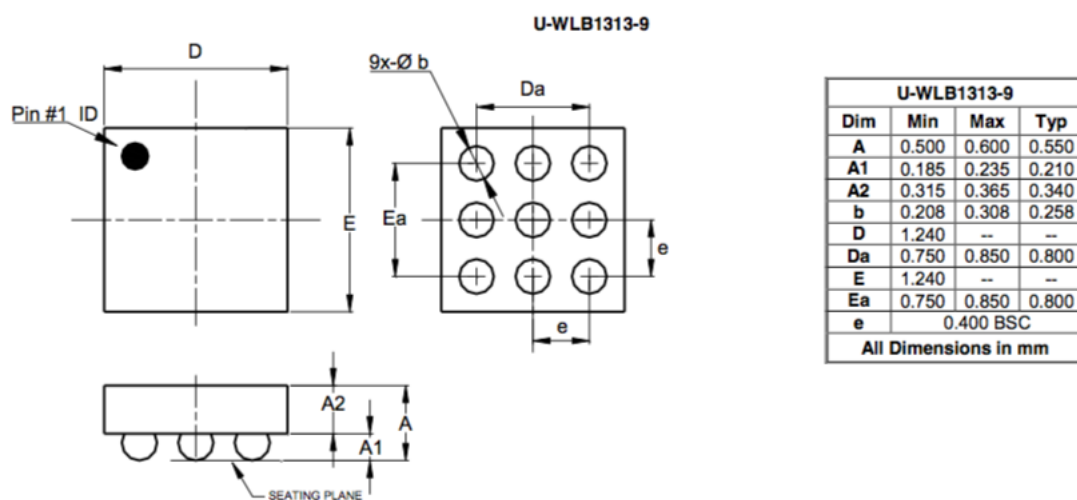 U-WLB1313-9
D
9x-Ø b
Da
Pin #1 ID
E
Ea
e
e
A2
A
A1
SEATING PLANE
U-WLB1313-9
Dim Min Max Typ
A 0.500 0.600 0.550
A1 0.185 0.235 0.210
A2 0.315 0.365 0.340
b 0.208 0.308 0.258
D 1.240 -- --
Da 0.750 0.850 0.800
E 1.240 -- --
Ea 0.750 0.850 0.800
e 0.400 BSC
All Dimensions in mm